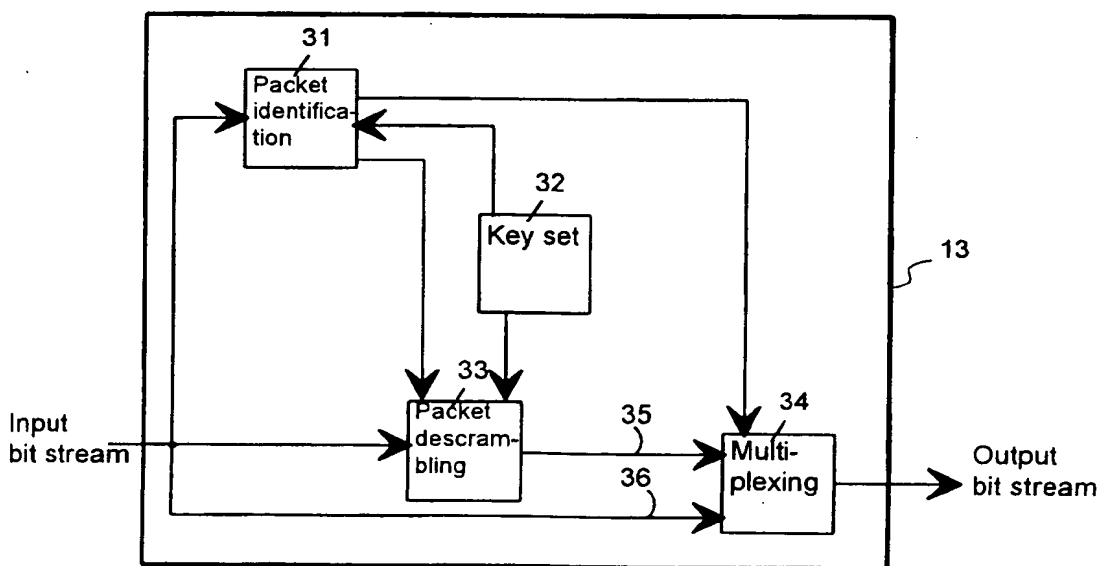 31
Packet
identifica-
tion
32
Key set
13
33
Packet
descram-
bling
35
36
34
Multi-
plexing
Input
bit stream
Output
bit stream